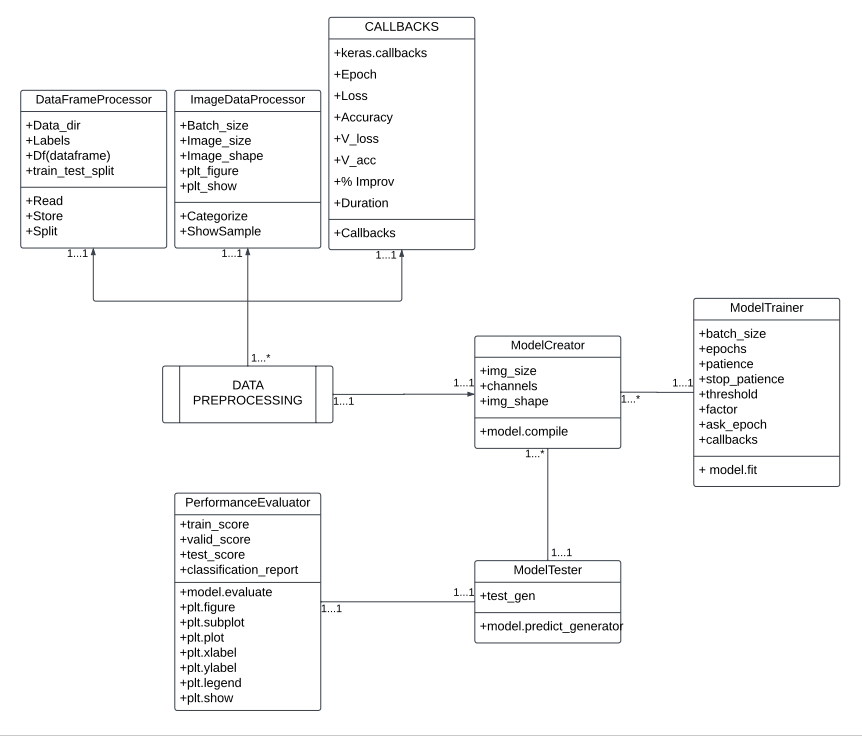 CALLBACKS
+keras.callbacks
+Epoch
+Loss
+Accuracy
+V_loss
+V_acc
+% Improv
+Duration
+Callbacks
DataFrameProcessor
+Data_dir
+Labels
+Df(dataframe)
+train_test_split
+Read
+Store
+Split
ImageDataProcessor
+Batch_size
+Image_size
+Image_shape
+plt_figure
+plt_show
+Categorize
+ShowSample
1...1
1...1
1...1
1...*
DATA
PREPROCESSING
1...1
1...1
ModelCreator
+img_size
+channels
+img_shape
+model.compile
1...*
1...1
ModelTrainer
+batch_size
+epochs
+patience
+stop_patience
+threshold
+factor
+ask_epoch
+callbacks
+ model.fit
1...*
1...1
PerformanceEvaluator
+train_score
+valid_score
+test_score
+classification_report
+model.evaluate
+plt.figure
+plt.subplot
+plt.plot
+plt.xlabel
+plt.ylabel
+plt.legend
+plt.show
1...1
1...1
ModelTester
+test_gen
+model.predict_generator